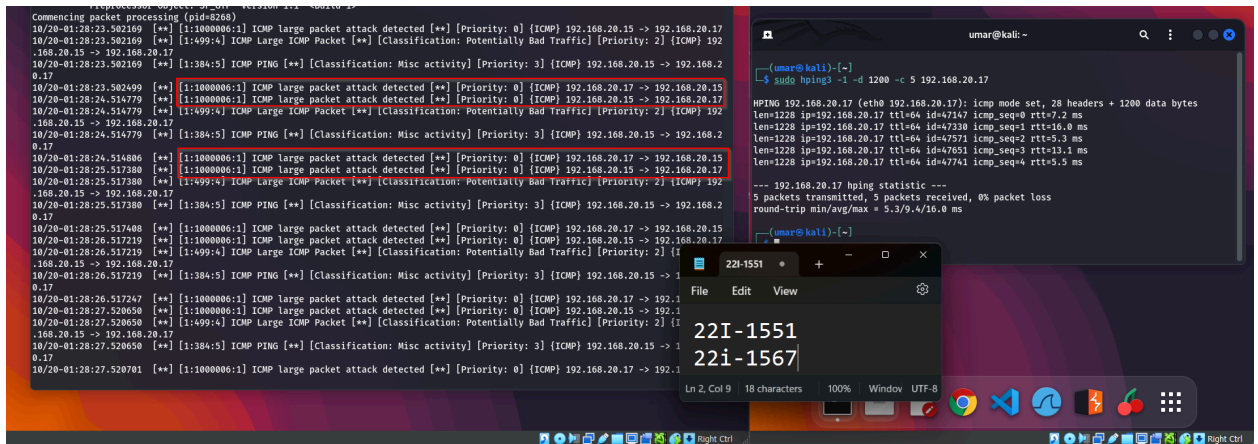 Preprocessor Object: SF_GTP Version 1.1 <Build 1>
Commencing packet processing (pid=8268)
10/20-01:28:23.502169 [**] [1:1000006:1] ICMP large packet attack detected [**] [Priority: 0] {ICMP} 192.168.20.15 -> 192.168.20.17
10/20-01:28:23.502169 [**] [1:499:4] ICMP Large ICMP Packet [**] [Classification: Potentially Bad Traffic] [Priority: 2] {ICMP} 192
.168.20.15 -> 192.168.20.17
10/20-01:28:23.502169 [**] [1:384:5] ICMP PING [**] [Classification: Misc activity] [Priority: 3] {ICMP} 192.168.20.15 -> 192.168.2
0.17
10/20-01:28:23.502499 [**] [1:1000006:1] ICMP large packet attack detected [**] [Priority: 0] {ICMP} 192.168.20.17 -> 192.168.20.15
10/20-01:28:24.514779 [**] [1:1000006:1] ICMP large packet attack detected [**] [Priority: 0] {ICMP} 192.168.20.15 -> 192.168.20.17
10/20-01:28:24.514779 [**] [1:499:4] ICMP Large ICMP Packet [**] [Classification: Potentially Bad Traffic] [Priority: 2] {ICMP} 192
.168.20.15 -> 192.168.20.17
10/20-01:28:24.514779 [**] [1:384:5] ICMP PING [**] [Classification: Misc activity] [Priority: 3] {ICMP} 192.168.20.15 -> 192.168.2
0.17
10/20-01:28:24.514806 [**] [1:1000006:1] ICMP large packet attack detected [**] [Priority: 0] {ICMP} 192.168.20.17 -> 192.168.20.15
10/20-01:28:25.517380 [**] [1:1000006:1] ICMP large packet attack detected [**] [Priority: 0] {ICMP} 192.168.20.15 -> 192.168.20.17
10/20-01:28:25.517380 [**] [1:499:4] ICMP Large ICMP Packet [**] [Classification: Potentially Bad Traffic] [Priority: 2] {ICMP} 192
.168.20.15 -> 192.168.20.17
10/20-01:28:25.517380 [**] [1:384:5] ICMP PING [**] [Classification: Misc activity] [Priority: 3] {ICMP} 192.168.20.15 -> 192.168.2
0.17
10/20-01:28:25.517408 [**] [1:1000006:1] ICMP large packet attack detected [**] [Priority: 0] {ICMP} 192.168.20.17 -> 192.168.20.15
10/20-01:28:26.517219 [**] [1:1000006:1] ICMP large packet attack detected [**] [Priority: 0] {ICMP} 192.168.20.15 -> 192.168.20.17
10/20-01:28:26.517219 [**] [1:499:4] ICMP Large ICMP Packet [**] [Classification: Potentially Bad Traffic] [Priority: 2] {I
.168.20.15 -> 192.168.20.17
10/20-01:28:26.517219 [**] [1:384:5] ICMP PING [**] [Classification: Misc activity] [Priority: 3] {ICMP} 192.168.20.15 -> 1
0.17
10/20-01:28:26.517247 [**] [1:1000006:1] ICMP large packet attack detected [**] [Priority: 0] {ICMP} 192.168.20.17 -> 192.1
10/20-01:28:27.520650 [**] [1:1000006:1] ICMP large packet attack detected [**] [Priority: 0] {ICMP} 192.168.20.15 -> 192.1
10/20-01:28:27.520650 [**] [1:499:4] ICMP Large ICMP Packet [**] [Classification: Potentially Bad Traffic] [Priority: 2] {I
.168.20.15 -> 192.168.20.17
10/20-01:28:27.520650 [**] [1:384:5] ICMP PING [**] [Classification: Misc activity] [Priority: 3] {ICMP} 192.168.20.15 -> 1
0.17
10/20-01:28:27.520701 [**] [1:1000006:1] ICMP large packet attack detected [**] [Priority: 0] {ICMP} 192.168.20.17 -> 192.1
umar@kali: ~
(umar㉿kali)-[~]
$ sudo hping3 -1 -d 1200 -c 5 192.168.20.17
HPING 192.168.20.17 (eth0 192.168.20.17): icmp mode set, 28 headers + 1200 data bytes
len=1228 ip=192.168.20.17 ttl=64 id=47147 icmp_seq=0 rtt=7.2 ms
len=1228 ip=192.168.20.17 ttl=64 id=47330 icmp_seq=1 rtt=16.0 ms
len=1228 ip=192.168.20.17 ttl=64 id=47571 icmp_seq=2 rtt=5.3 ms
len=1228 ip=192.168.20.17 ttl=64 id=47651 icmp_seq=3 rtt=13.1 ms
len=1228 ip=192.168.20.17 ttl=64 id=47741 icmp_seq=4 rtt=5.5 ms
--- 192.168.20.17 hping statistic ---
5 packets transmitted, 5 packets received, 0% packet loss
round-trip min/avg/max = 5.3/9.4/16.0 ms
(umar㉿kali)-[~]
22I-1551
File Edit View
22I-1551
22i-1567
Ln 2, Col 9 18 characters 100% Window UTF-8
Right Ctrl
Right Ctrl